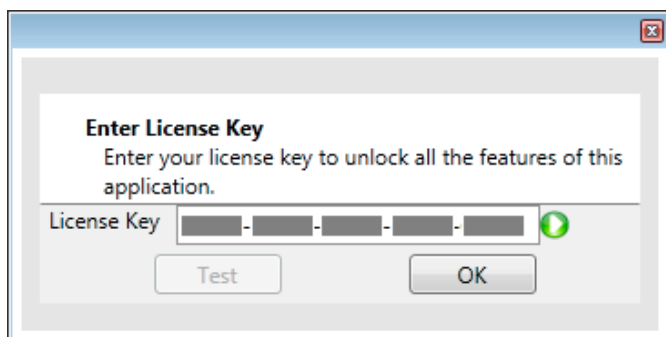 Enter License Key
Enter your license key to unlock all the features of this
application.
License Key
- - - -
Test
OK